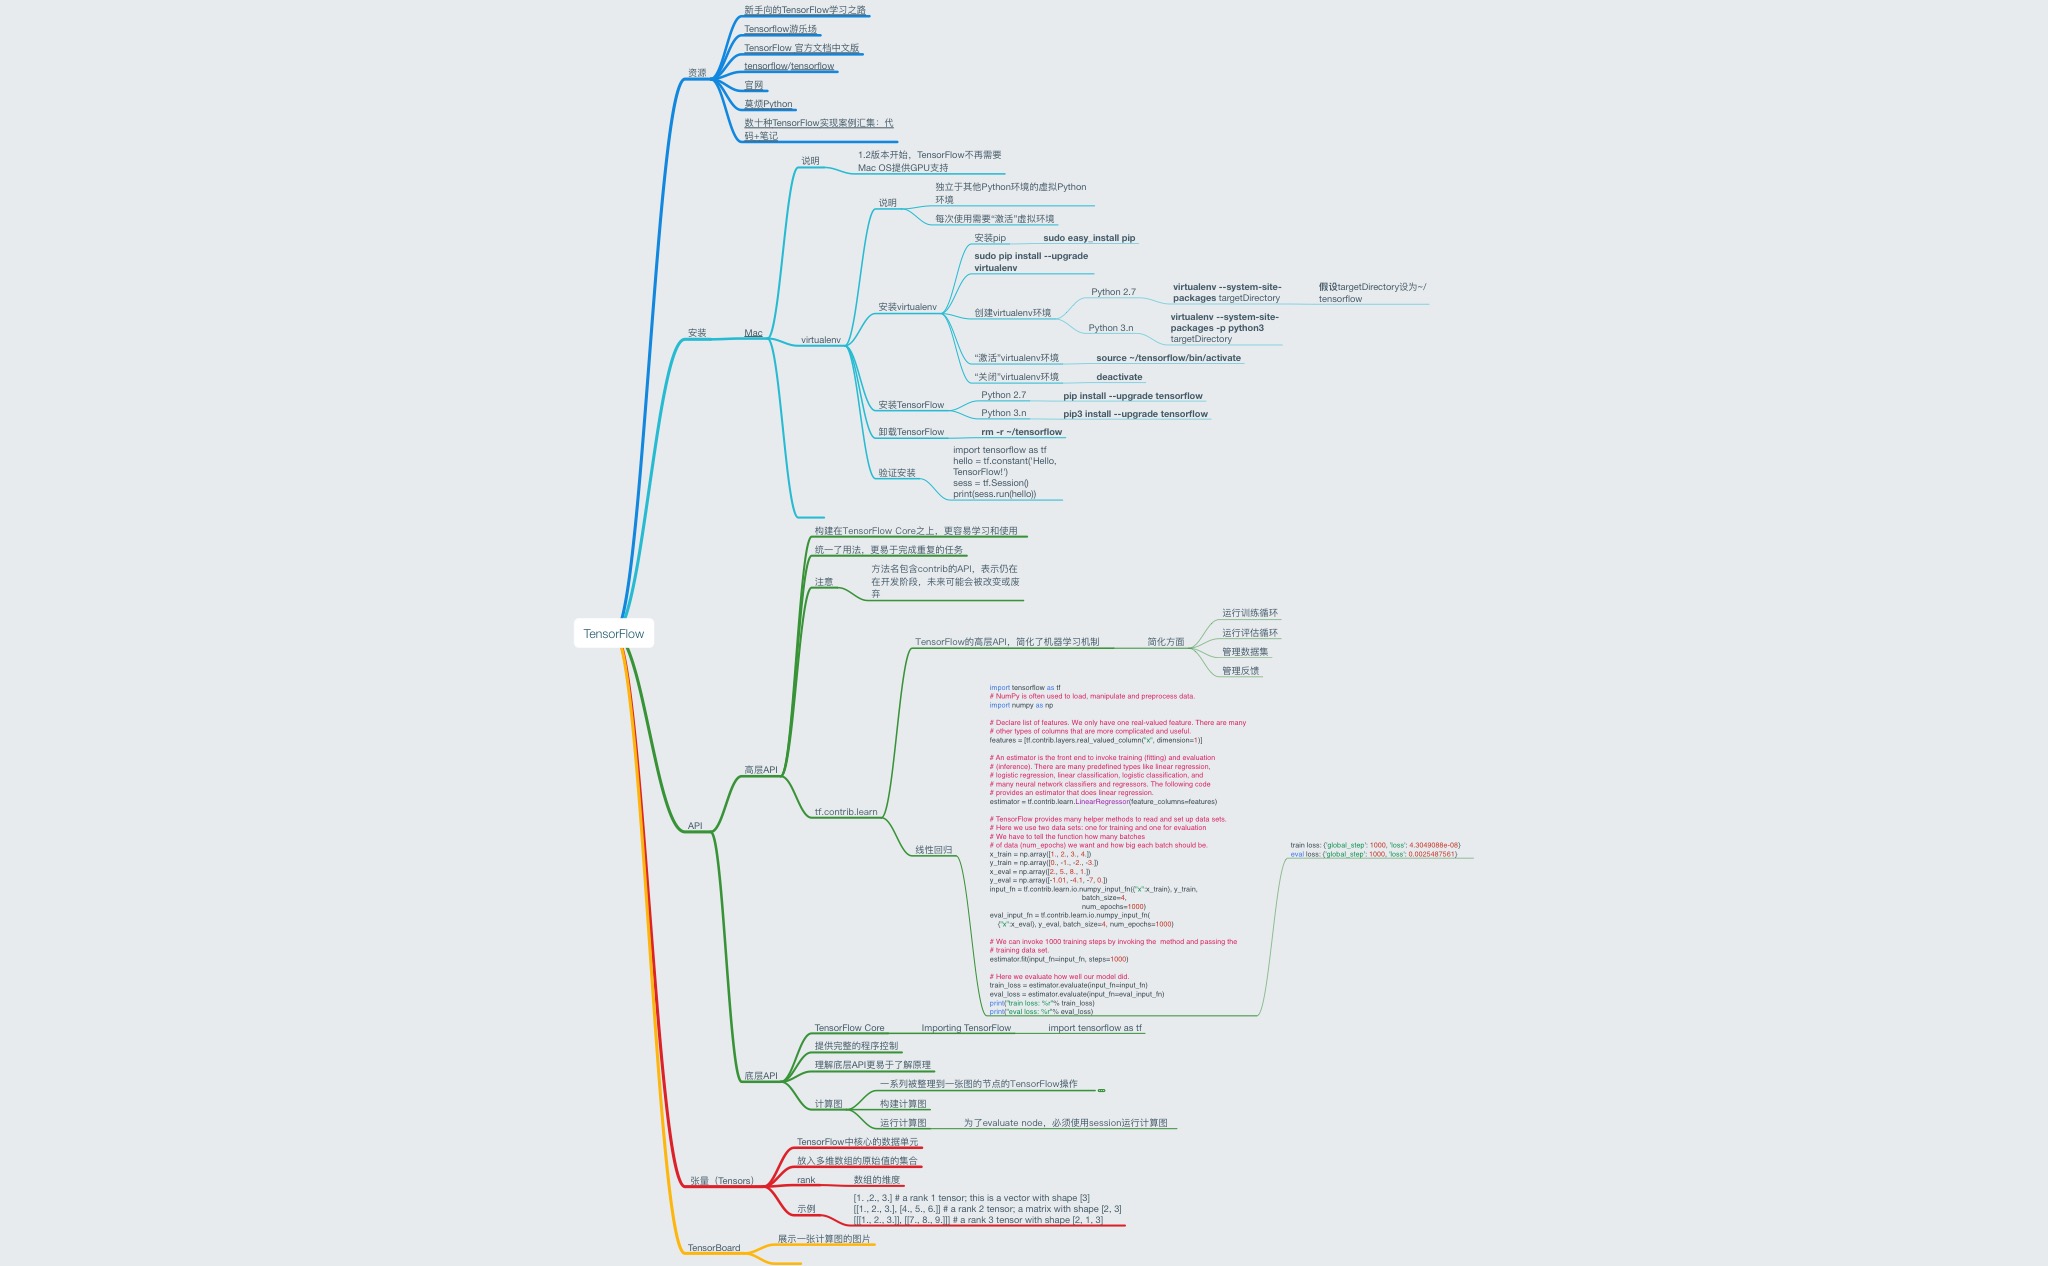 新手向的TensorFlow学习之路
Tensorflow游乐场
TensorFlow 官方文档中文版
tensorflow/tensorflow
资源
官网
莫烦Python
数十种TensorFlow实现案例汇集：代
码+笔记
说明
1.2版本开始，TensorFlow不再需要
Mac OS提供GPU支持
独立于其他Python环境的虚拟Python
环境
说明
每次使用需要“激活”虚拟环境
安装pip
sudo easy_install pip
sudo pip install --upgrade
virtualenv
安装virtualenv
创建virtualenv环境
Python 2.7
virtualenv --system-site-
packages targetDirectory
假设targetDirectory设为~/
tensorflow
Python 3.n
virtualenv --system-site-
packages -p python3
targetDirectory
安装
Mac
virtualenv
“激活”virtualenv环境
source ~/tensorflow/bin/activate
“关闭”virtualenv环境
deactivate
安装TensorFlow
Python 2.7
pip install --upgrade tensorflow
Python 3.n
pip3 install --upgrade tensorflow
卸载TensorFlow
rm -r ~/tensorflow
验证安装
import tensorflow as tf
hello = tf.constant('Hello,
TensorFlow!')
sess = tf.Session()
print(sess.run(hello))
构建在TensorFlow Core之上，更容易学习和使用
统一了用法，更易于完成重复的任务
注意
方法名包含contrib的API，表示仍在
在开发阶段，未来可能会被改变或废
弃
TensorFlow
TensorFlow的高层API，简化了机器学习机制
简化方面
运行训练循环
运行评估循环
管理数据集
管理反馈
高层API
tf.contrib.learn
API
线性回归
import tensorflow as tf
# NumPy is often used to load, manipulate and preprocess data.
import numpy as np
# Declare list of features. We only have one real-valued feature. There are many
# other types of columns that are more complicated and useful.
features = [tf.contrib.layers.real_valued_column("x", dimension=1)]
# An estimator is the front end to invoke training (fitting) and evaluation
# (inference). There are many predefined types like linear regression,
# logistic regression, linear classification, logistic classification, and
# many neural network classifiers and regressors. The following code
# provides an estimator that does linear regression.
estimator = tf.contrib.learn.LinearRegressor(feature_columns=features)
# TensorFlow provides many helper methods to read and set up data sets.
# Here we use two data sets: one for training and one for evaluation
# We have to tell the function how many batches
# of data (num_epochs) we want and how big each batch should be.
x_train = np.array([1., 2., 3., 4.])
y_train = np.array([0., -1., -2., -3.])
x_eval = np.array([2., 5., 8., 1.])
y_eval = np.array([-1.01, -4.1, -7, 0.])
input_fn = tf.contrib.learn.io.numpy_input_fn({"x":x_train}, y_train,
batch_size=4,
num_epochs=1000)
eval_input_fn = tf.contrib.learn.io.numpy_input_fn(
{"x":x_eval}, y_eval, batch_size=4, num_epochs=1000)
# We can invoke 1000 training steps by invoking the  method and passing the
# training data set.
estimator.fit(input_fn=input_fn, steps=1000)
# Here we evaluate how well our model did.
train_loss = estimator.evaluate(input_fn=input_fn)
eval_loss = estimator.evaluate(input_fn=eval_input_fn)
print("train loss: %r"% train_loss)
print("eval loss: %r"% eval_loss)
train loss: {'global_step': 1000, 'loss': 4.3049088e-08}
eval loss: {'global_step': 1000, 'loss': 0.0025487561}
TensorFlow Core
Importing TensorFlow
import tensorflow as tf
提供完整的程序控制
理解底层API更易于了解原理
底层API
计算图
一系列被整理到一张图的节点的TensorFlow操作
构建计算图
运行计算图
为了evaluate node，必须使用session运行计算图
TensorFlow中核心的数据单元
放入多维数组的原始值的集合
张量（Tensors）
rank
数组的维度
示例
[1. ,2., 3.] # a rank 1 tensor; this is a vector with shape [3]
[[1., 2., 3.], [4., 5., 6.]] # a rank 2 tensor; a matrix with shape [2, 3]
[[[1., 2., 3.]], [[7., 8., 9.]]] # a rank 3 tensor with shape [2, 1, 3]
TensorBoard
展示一张计算图的图片